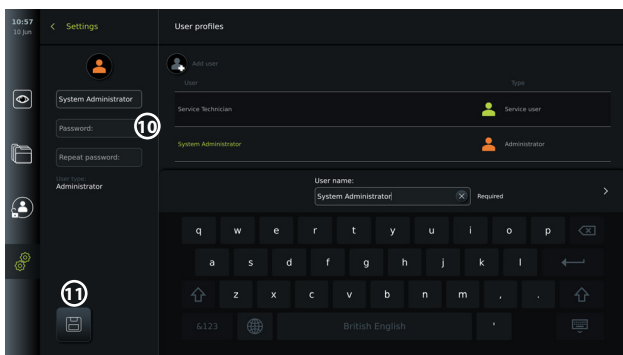 10:57
10 Jun
Settings
User profiles
Add user
User
Type
System Administrator
Service Technician
Service user
Password:
10
System Administrator
Administrator
Repeat password:
User type:
Administrator
User name:
System Administrator
Required
q w e r t y u i o p
a s d f g h j k l
z x c v b n m , .
11
&123
British English
'